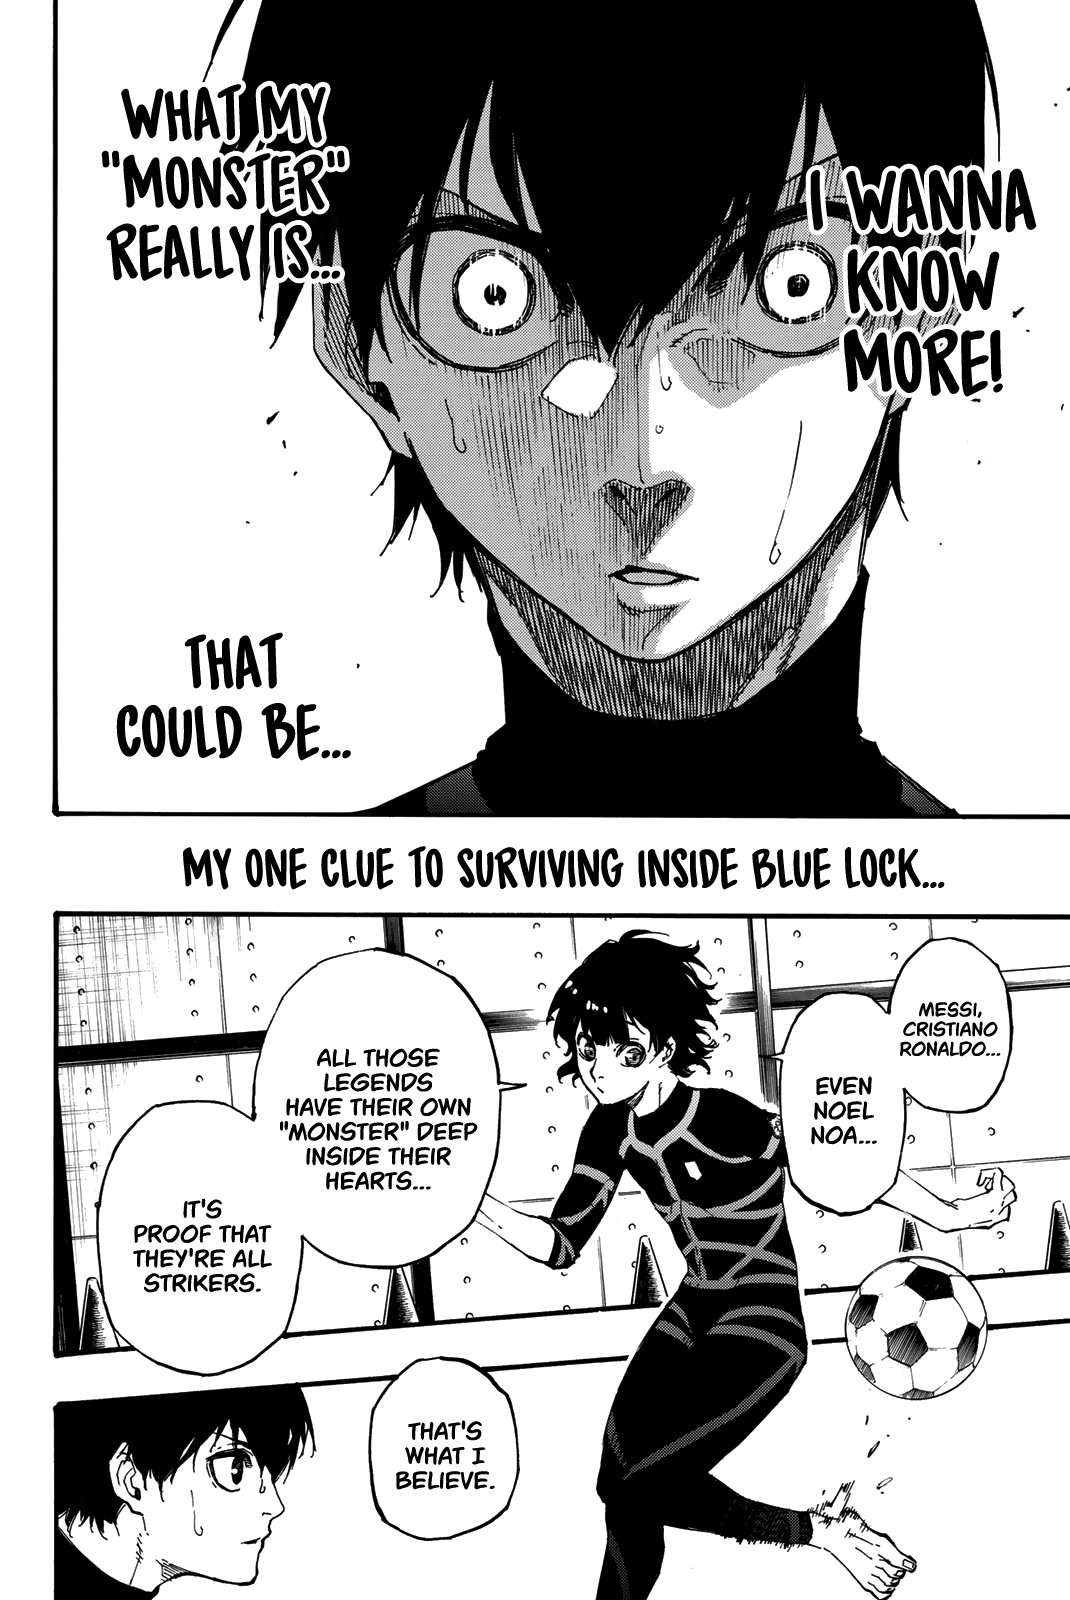 I WANNA
KNOW
MORE!
WHAT MY
"MONSTER"
REALLY IS...
THAT
COULD BE...
MY ONE CLUE TO SURVIVING INSIDE BLUE LOCK...
MESSI,
CRISTIANO
RONALDO...
EVEN
NOEL
NOA...
ALL THOSE
LEGENDS
HAVE THEIR OWN
"MONSTER" DEEP
INSIDE THEIR
HEARTS...
IT'S
PROOF THAT
THEY'RE ALL
STRIKERS.
THAT'S
WHAT I
BELIEVE.